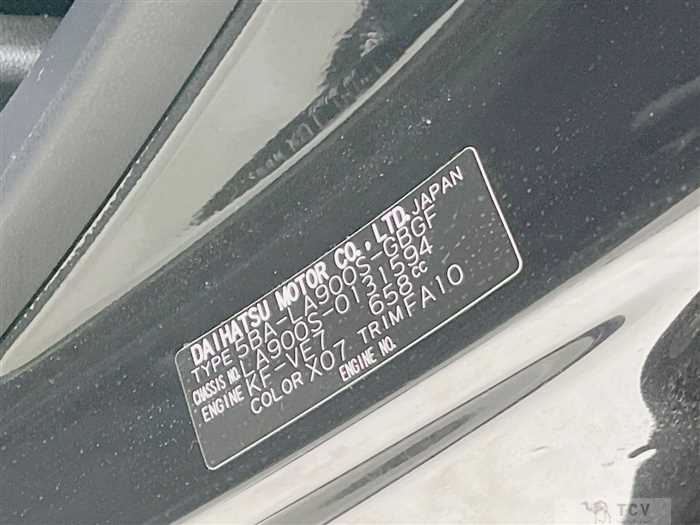 DAIHATSU MOTOR CO., LTD. JAPAN
TYPE 5BA-LA900S-GBGF
CHASSIS NO. LA900S-0131594
ENGINE KF-VE7 658cc
COLOR X07 TRIM FA10
ENGINE NO.
TCV